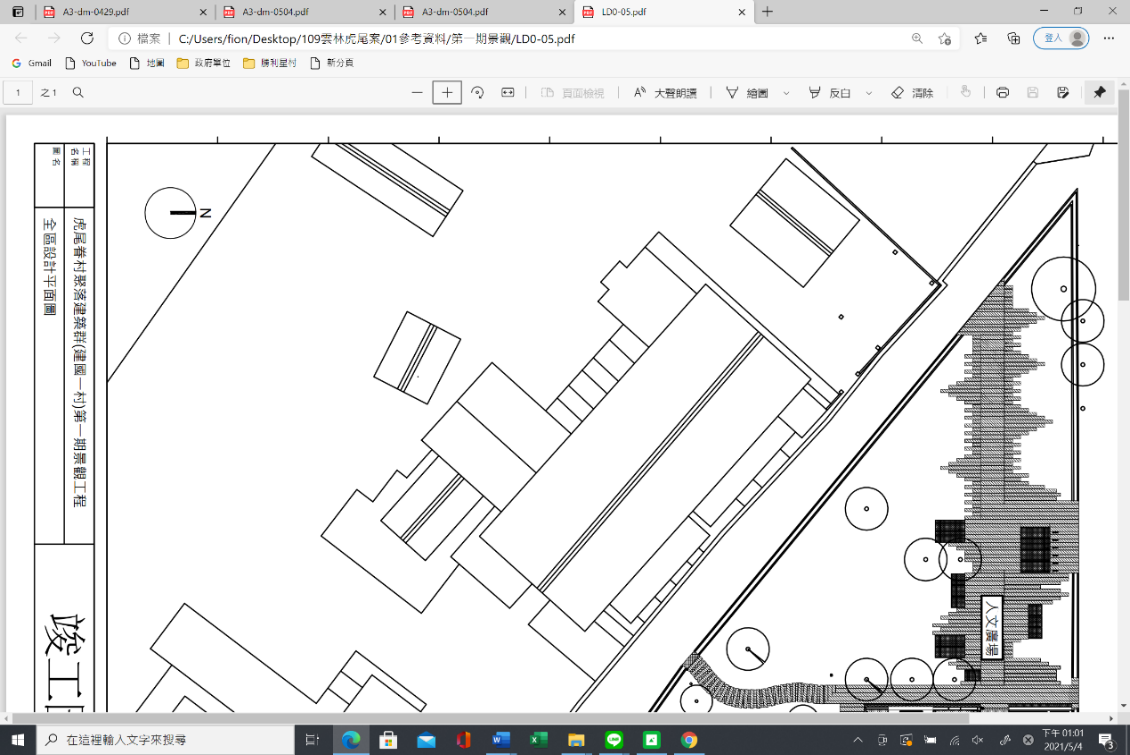 A3-dm-0429.pdf
A3-dm-0504.pdf
A3-dm-0504.pdf
LD0-05.pdf
檔案 | C:/Users/fion/Desktop/109雲林虎尾案/01參考資料/第一期景觀/LD0-05.pdf
登入
Gmail
YouTube
地圖
政府單位
勝利星村
新分頁
1 之1
頁面檢視
大聲朗讀
繪圖
反白
清除
工程名稱
圖名
虎尾眷村聚落建築群(建國一村)第一期景觀工程
全區設計平面圖
竣工
N
人文廣場
在這裡輸入文字來搜尋
下午 01:01
2021/5/4
3